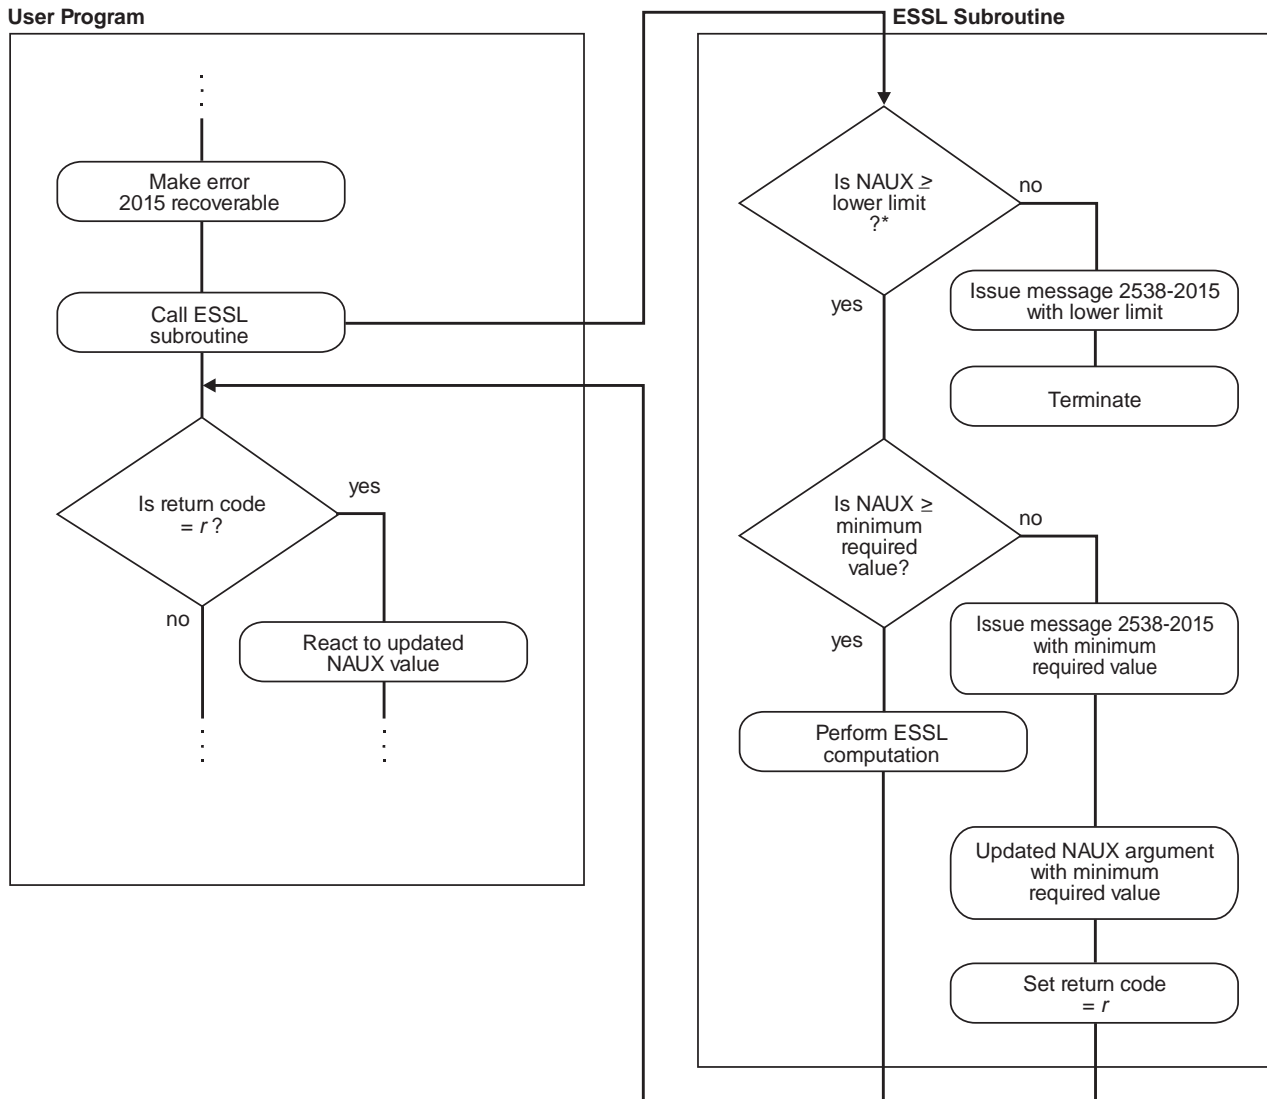 User Program
Make error
2015 recoverable
Call ESSL
subroutine
Is return code
= r ?
yes
no
React to updated
NAUX value
ESSL Subroutine
Is NAUX ≥
lower limit
?*
no
yes
Issue message 2538-2015
with lower limit
Terminate
Is NAUX ≥
minimum
required
value?
no
yes
Issue message 2538-2015
with minimum
required value
Perform ESSL
computation
Updated NAUX argument
with minimum
required value
Set return code
= r